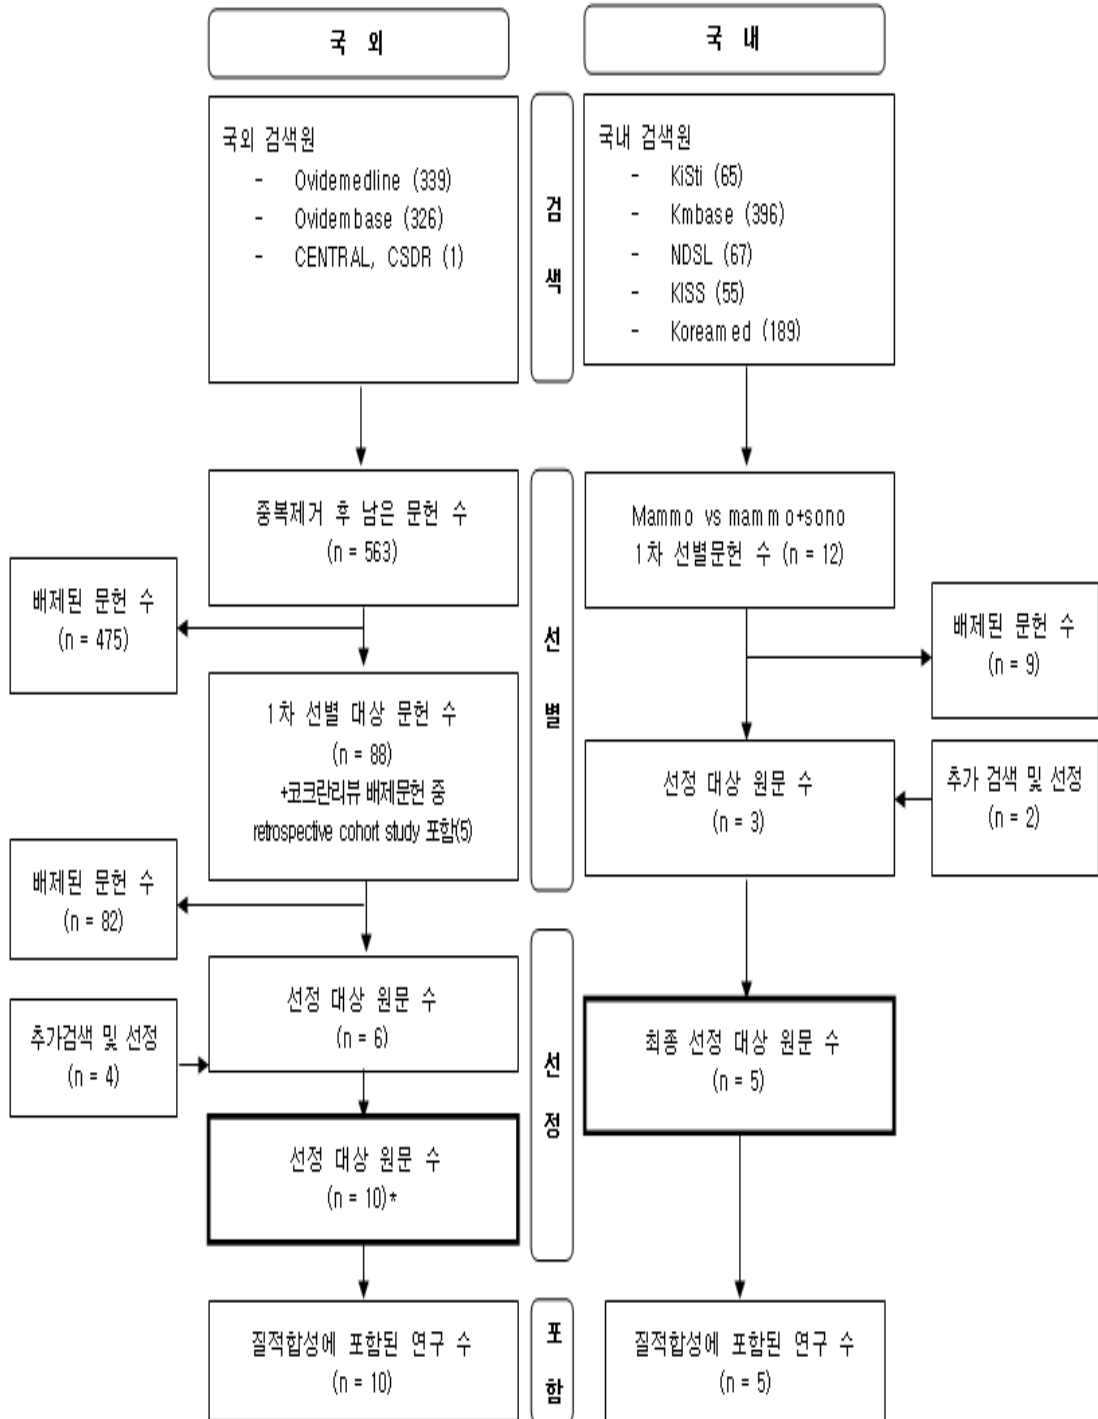 국 외
국외 검색원
- Ovidemedline (339)
- Ovidembase (326)
- CENTRAL, CSDR (1)
중복제거 후 남은 문헌 수
(n = 563)
배제된 문헌 수
(n = 475)
1차 선별 대상 문헌 수
(n = 88)
+코크란리뷰 배제문헌 중
retrospective cohort study 포함(5)
배제된 문헌 수
(n = 82)
선정 대상 원문 수
(n = 6)
추가검색 및 선정
(n = 4)
선정 대상 원문 수
(n = 10)*
질적합성에 포함된 연구 수
(n = 10)
검
색
선
별
선
정
포
함
국 내
국내 검색원
- KiSti (65)
- Kmbase (396)
- NDSL (67)
- KISS (55)
- Koreamed (189)
Mammo vs mammo+sono
1차 선별문헌 수 (n = 12)
배제된 문헌 수
(n = 9)
선정 대상 원문 수
(n = 3)
추가 검색 및 선정
(n = 2)
최종 선정 대상 원문 수
(n = 5)
질적합성에 포함된 연구 수
(n = 5)